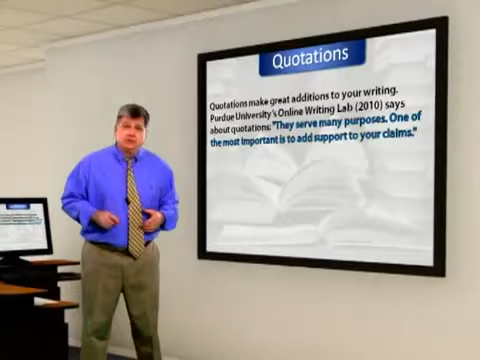 Quotations
Quotations make great additions to your writing.
Purdue University's Online Writing Lab (2010) says
about quotations: "They serve many purposes. One of
the most important is to add support to your claims."